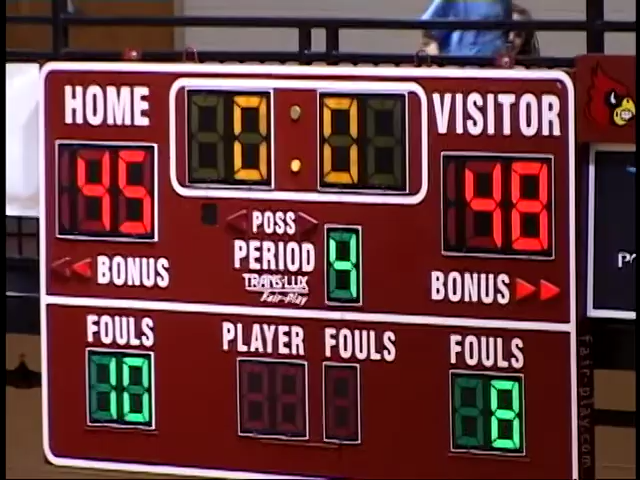 HOME 0:0 VISITOR
45 48
POSS
PERIOD 4
TRANS-LUX
Fair-Play
BONUS BONUS
FOULS PLAYER FOULS FOULS
10 8
fair-play.com